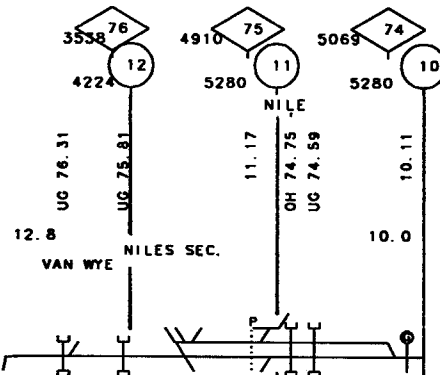 76
75
74
3538
4910
5069
12
11
10
4224
5280
5280
NILE
UG 76.31
UG 75.81
11.17
OH 74.75
UG 74.59
10.11
12.8
NILES SEC.
10.0
VAN WYE
P
G